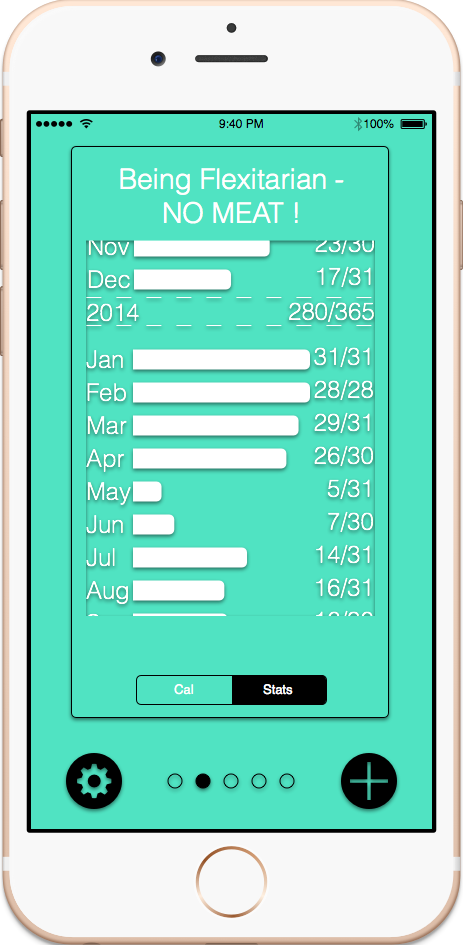 9:40 PM
100%
Being Flexitarian -
NO MEAT !
Nov 23/30
Dec 17/31
2014 280/365
Jan 31/31
Feb 28/28
Mar 29/31
Apr 26/30
May 5/31
Jun 7/30
Jul 14/31
Aug 16/31
Cal Stats